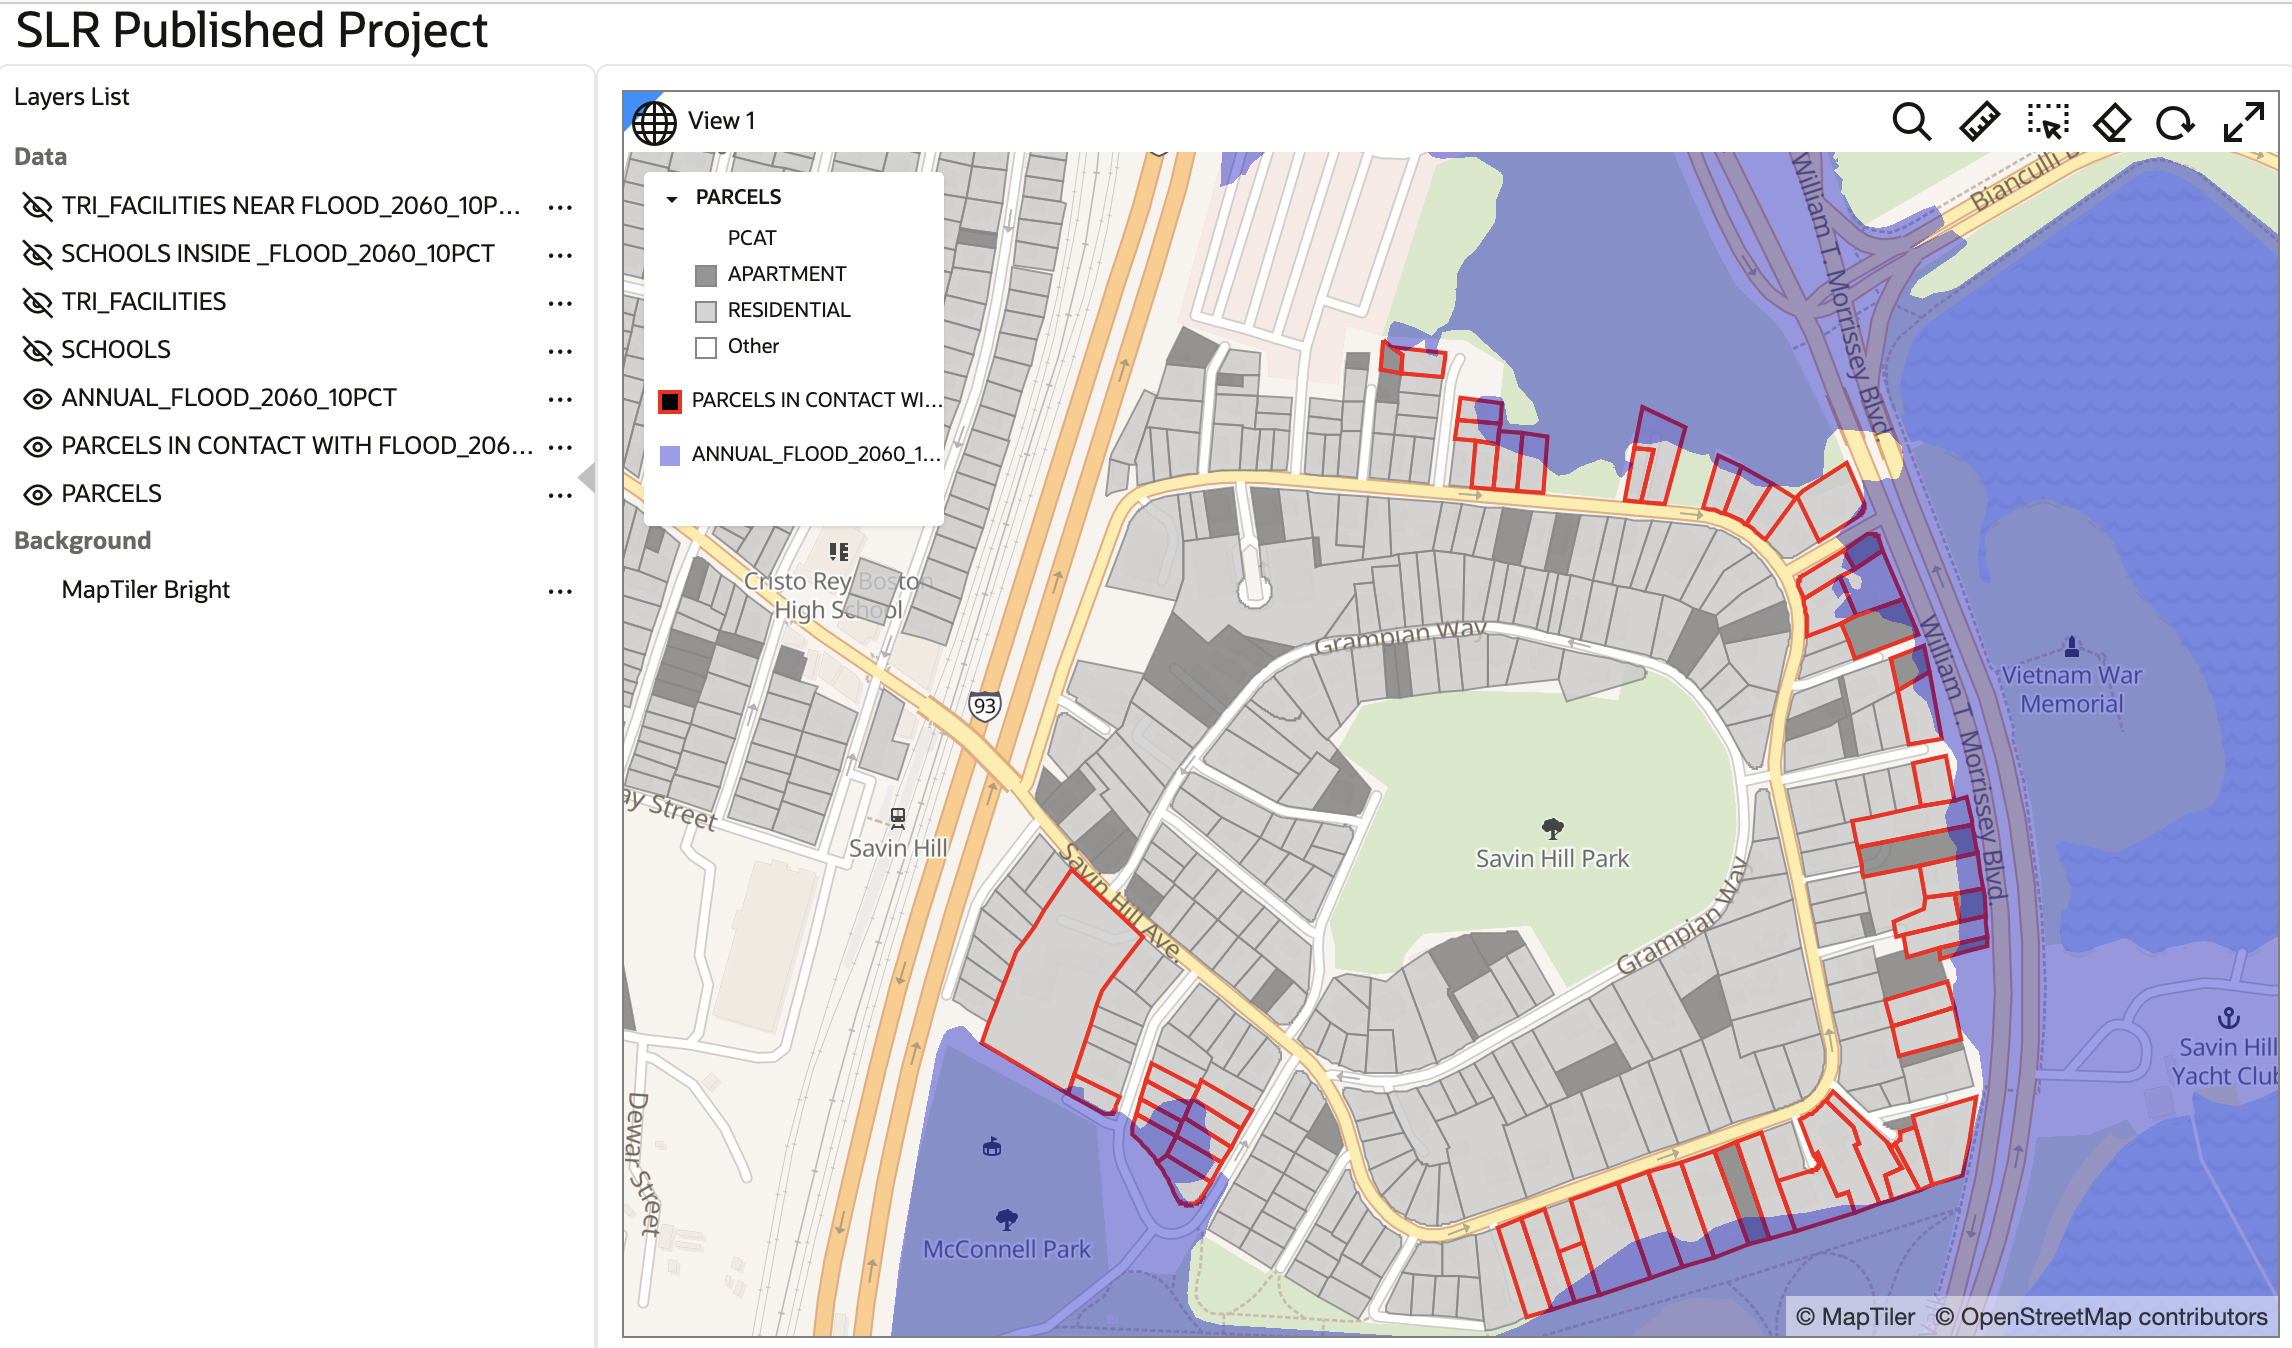 SLR Published Project
Layers List
Data
TRI_FACILITIES NEAR FLOOD_2060_10P...
SCHOOLS INSIDE _FLOOD_2060_10PCT
TRI_FACILITIES
SCHOOLS
ANNUAL_FLOOD_2060_10PCT
PARCELS IN CONTACT WITH FLOOD_206...
PARCELS
Background
MapTiler Bright
View 1
PARCELS
PCAT
APARTMENT
RESIDENTIAL
Other
PARCELS IN CONTACT WI...
ANNUAL_FLOOD_2060_1...
William T. Morrissey Blvd.
Bianculli B
Cristo Rey Boston
High School
Grampian Way
93
William T. Morrissey Blvd.
Vietnam War
Memorial
ay Street
Savin Hill
Savin Hill Ave.
Savin Hill Park
Grampian Way
Savin Hill
Yacht Club
Dewar Street
McConnell Park
© MapTiler © OpenStreetMap contributors